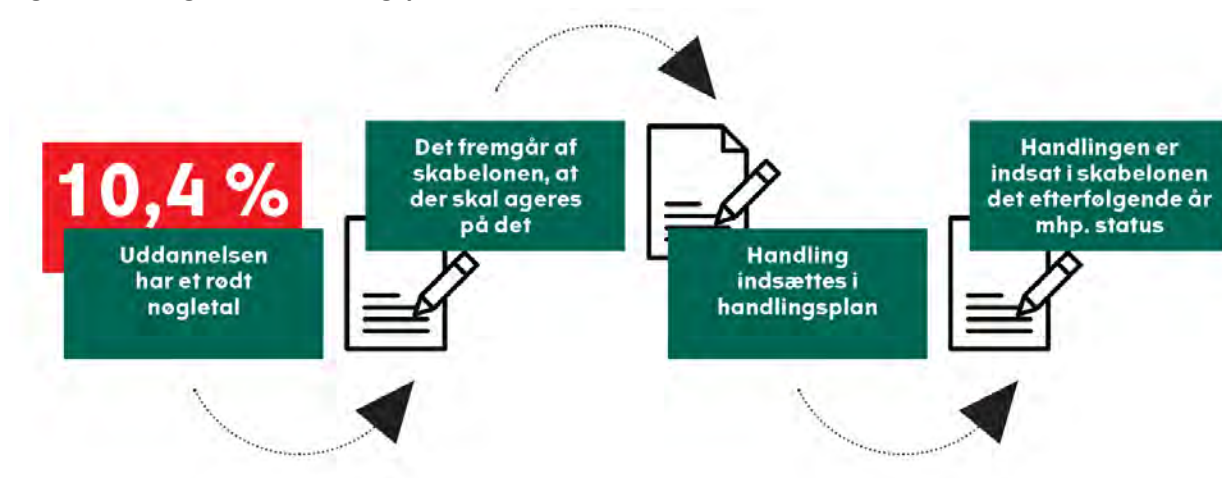 10,4 %
Uddannelsen
har et rødt
nøgletal
Det fremgår af
skabelonen, at
der skal ageres
på det
Handling
indsættes i
handlingsplan
Handlingen er
indsat i skabelonen
det efterfølgende år
mhp. status